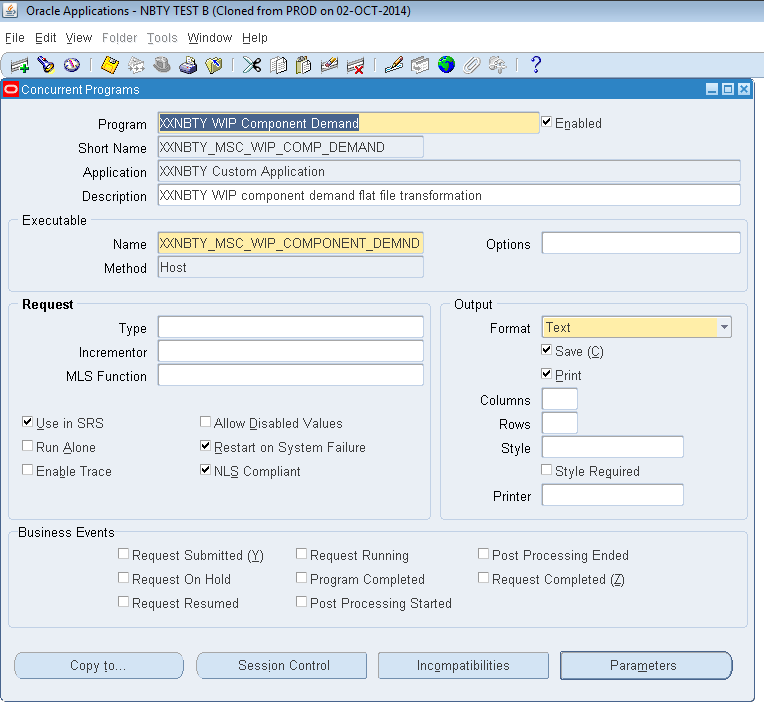 Oracle Applications - NBTY TEST B (Cloned from PROD on 02-OCT-2014)
File Edit View Folder Tools Window Help
?
Concurrent Programs
Program XXNBTY WIP Component Demand Enabled
Short Name XXNBTY_MSC_WIP_COMP_DEMAND
Application XXNBTY Custom Application
Description XXNBTY WIP component demand flat file transformation
Executable
Name XXNBTY_MSC_WIP_COMPONENT_DEMND Options
Method Host
Request Output
Type Format Text
Incrementor Save (C)
MLS Function Print
Columns
Use in SRS Allow Disabled Values Rows
Run Alone Restart on System Failure Style
Enable Trace NLS Compliant Style Required
Printer
Business Events
Request Submitted (Y) Request Running Post Processing Ended
Request On Hold Program Completed Request Completed (Z)
Request Resumed Post Processing Started
Copy to... Session Control Incompatibilities Parameters